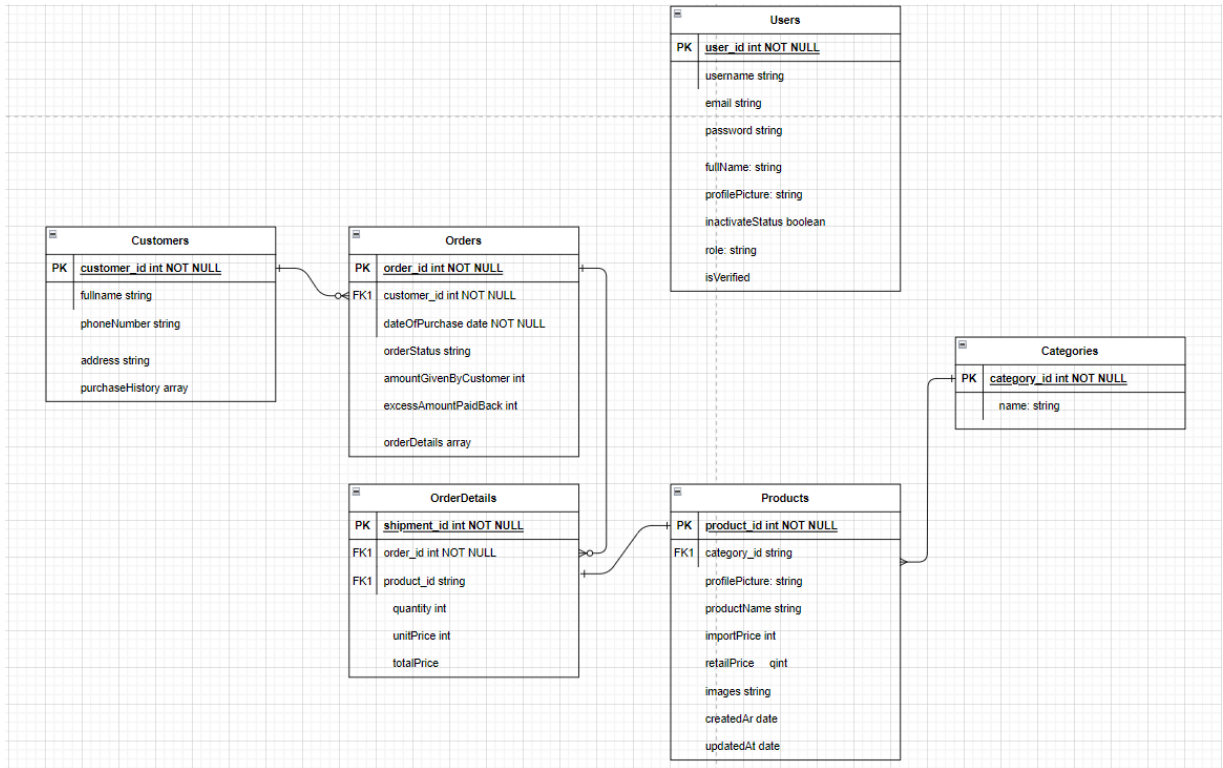 Users
PK user_id int NOT NULL
username string
email string
password string
fullName: string
profilePicture: string
inactivateStatus boolean
role: string
isVerified
Customers
PK customer_id int NOT NULL
fullname string
phoneNumber string
address string
purchaseHistory array
Orders
PK order_id int NOT NULL
FK1 customer_id int NOT NULL
dateOfPurchase date NOT NULL
orderStatus string
amountGivenByCustomer int
excessAmountPaidBack int
orderDetails array
Categories
PK category_id int NOT NULL
name: string
OrderDetails
PK shipment_id int NOT NULL
FK1 order_id int NOT NULL
FK1 product_id string
quantity int
unitPrice int
totalPrice
Products
PK product_id int NOT NULL
FK1 category_id string
profilePicture: string
productName string
importPrice int
retailPrice qint
images string
createdAr date
updatedAt date